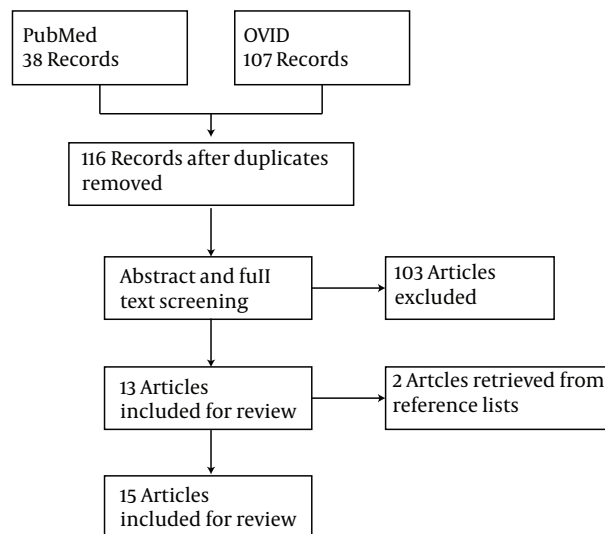 PubMed
38 Records
OVID
107 Records
116 Records after duplicates
removed
Abstract and full
text screening
103 Articles
excluded
13 Articles
included for review
2 Artcles retrieved from
reference lists
15 Articles
included for review